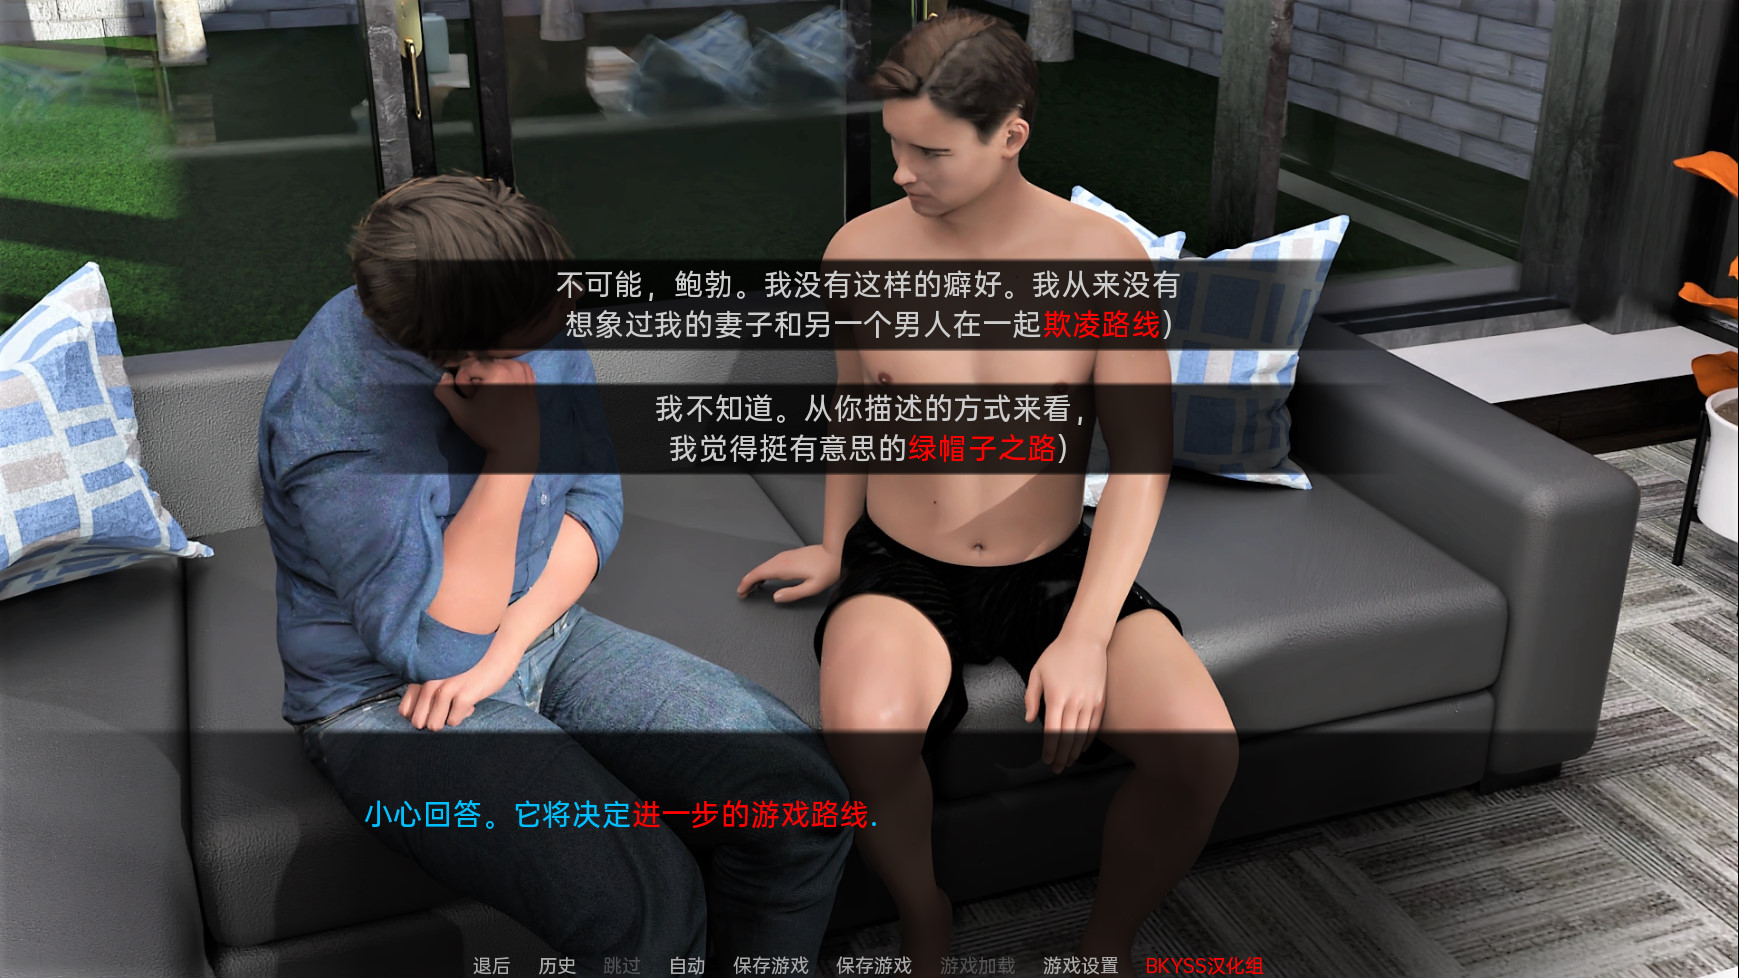 不可能，鲍勃。我没有这样的癖好。我从来没有
想象过我的妻子和另一个男人在一起欺凌路线)
我不知道。从你描述的方式来看，
我觉得挺有意思的绿帽子之路)
小心回答。它将决定进一步的游戏路线.
退后 历史 跳过 自动 保存游戏 保存游戏 游戏加载 游戏设置 BKYSS汉化组